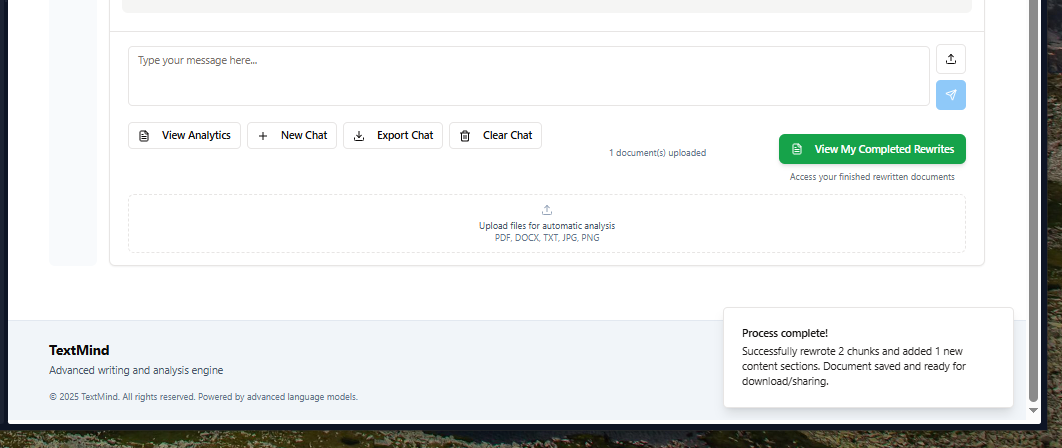 Type your message here...
View Analytics
New Chat
Export Chat
Clear Chat
1 document(s) uploaded
View My Completed Rewrites
Access your finished rewritten documents
Upload files for automatic analysis
PDF, DOCX, TXT, JPG, PNG
Process complete!
Successfully rewrote 2 chunks and added 1 new
content sections. Document saved and ready for
download/sharing.
TextMind
Advanced writing and analysis engine
© 2025 TextMind. All rights reserved. Powered by advanced language models.